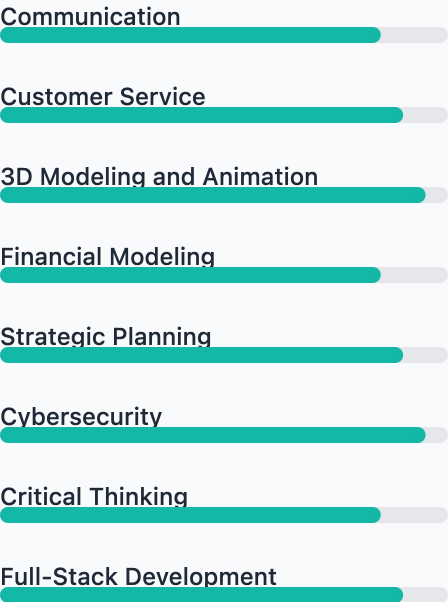 Communication
Customer Service
3D Modeling and Animation
Financial Modeling
Strategic Planning
Cybersecurity
Critical Thinking
Full-Stack Development